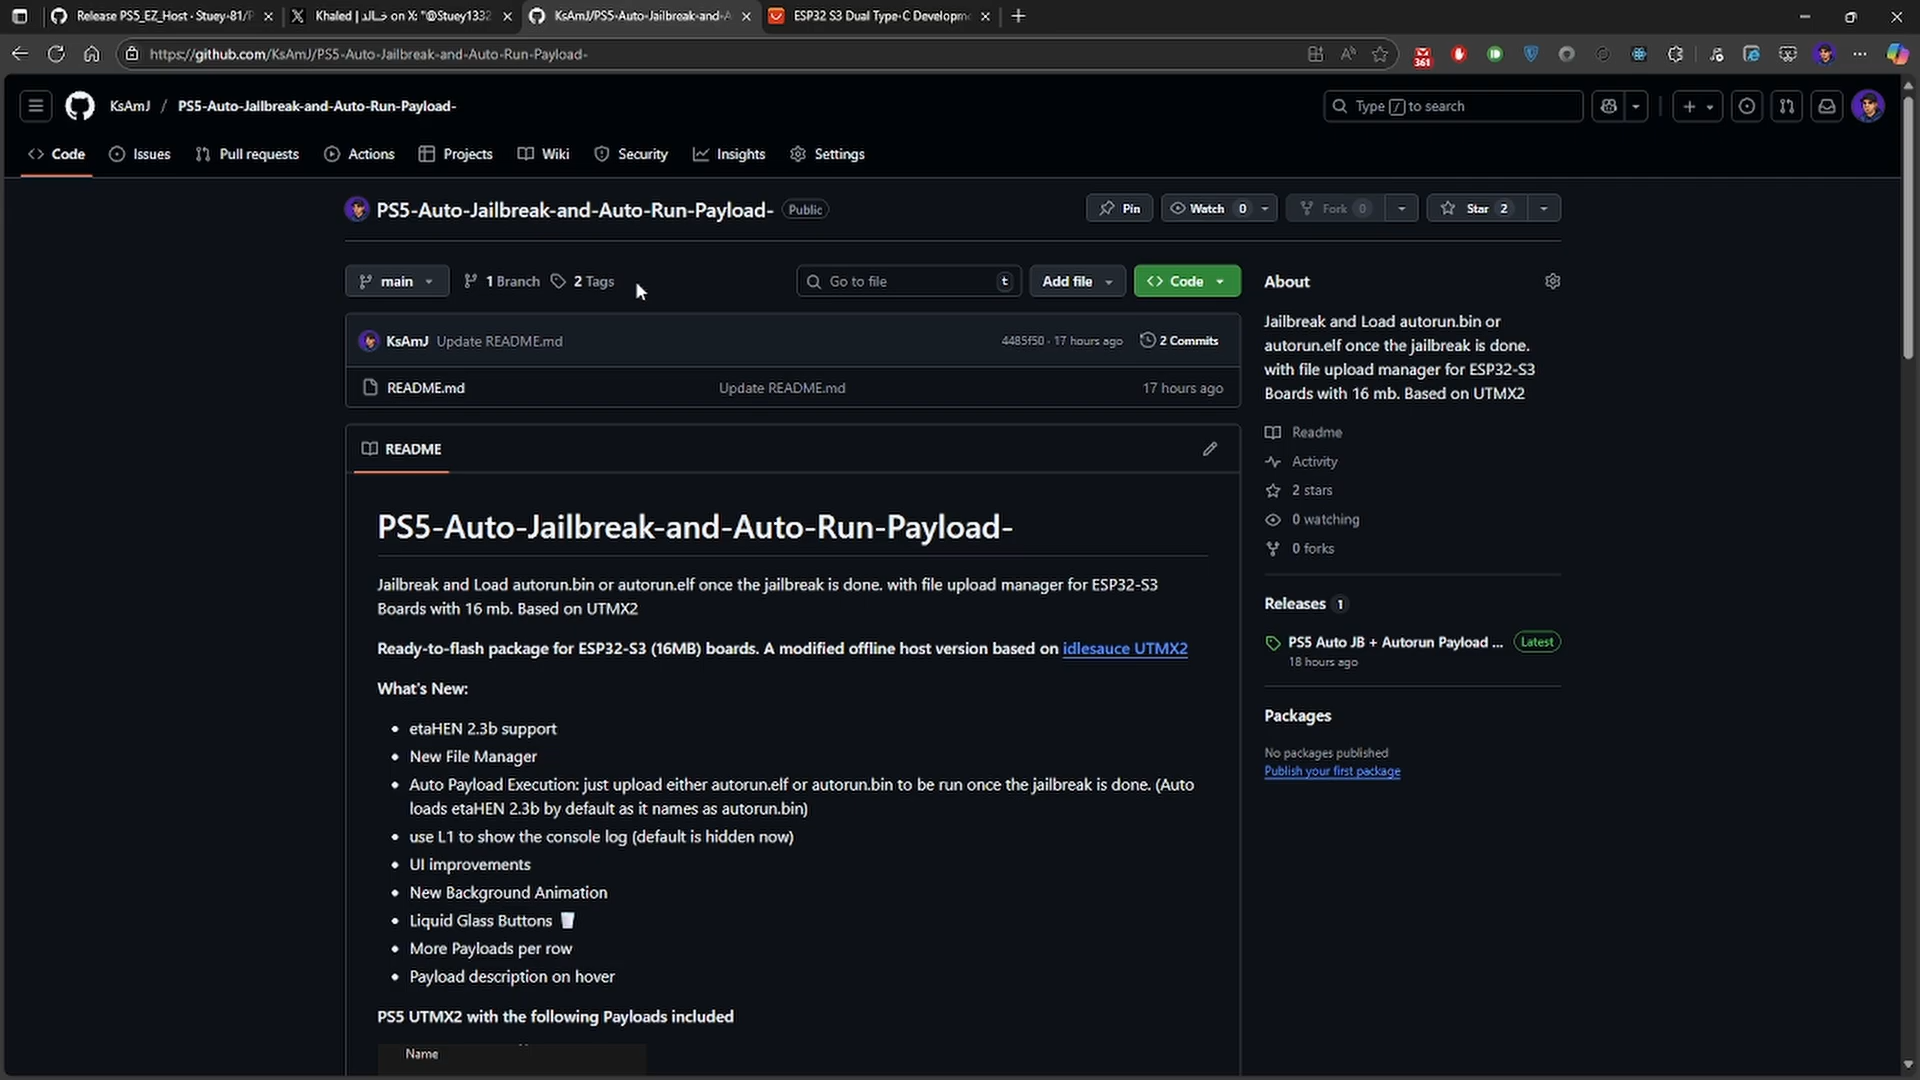 Release PS5_EZ_Host · Stuey-81/P
Khaled | خالد on X: "@Stuey1332
KsAmJ/PS5-Auto-Jailbreak-and-A
ESP32 S3 Dual Type-C Developm
https://github.com/KsAmJ/PS5-Auto-Jailbreak-and-Auto-Run-Payload-
361
KsAmJ / PS5-Auto-Jailbreak-and-Auto-Run-Payload-
Type / to search
Code Issues Pull requests Actions Projects Wiki Security Insights Settings
PS5-Auto-Jailbreak-and-Auto-Run-Payload- Public
Pin Watch 0 Fork 0 Star 2
main 1 Branch 2 Tags Go to file t Add file Code
KsAmJ Update README.md 4485f50 · 17 hours ago 2 Commits
README.md Update README.md 17 hours ago
README
PS5-Auto-Jailbreak-and-Auto-Run-Payload-
Jailbreak and Load autorun.bin or autorun.elf once the jailbreak is done. with file upload manager for ESP32-S3
Boards with 16 mb. Based on UTMX2
Ready-to-flash package for ESP32-S3 (16MB) boards. A modified offline host version based on idlesauce UTMX2
What's New:
• etaHEN 2.3b support
• New File Manager
• Auto Payload Execution: just upload either autorun.elf or autorun.bin to be run once the jailbreak is done. (Auto
loads etaHEN 2.3b by default as it names as autorun.bin)
• use L1 to show the console log (default is hidden now)
• UI improvements
• New Background Animation
• Liquid Glass Buttons
• More Payloads per row
• Payload description on hover
PS5 UTMX2 with the following Payloads included
Name
About
Jailbreak and Load autorun.bin or
autorun.elf once the jailbreak is done.
with file upload manager for ESP32-S3
Boards with 16 mb. Based on UTMX2
Readme
Activity
2 stars
0 watching
0 forks
Releases 1
PS5 Auto JB + Autorun Payload ... Latest
18 hours ago
Packages
No packages published
Publish your first package